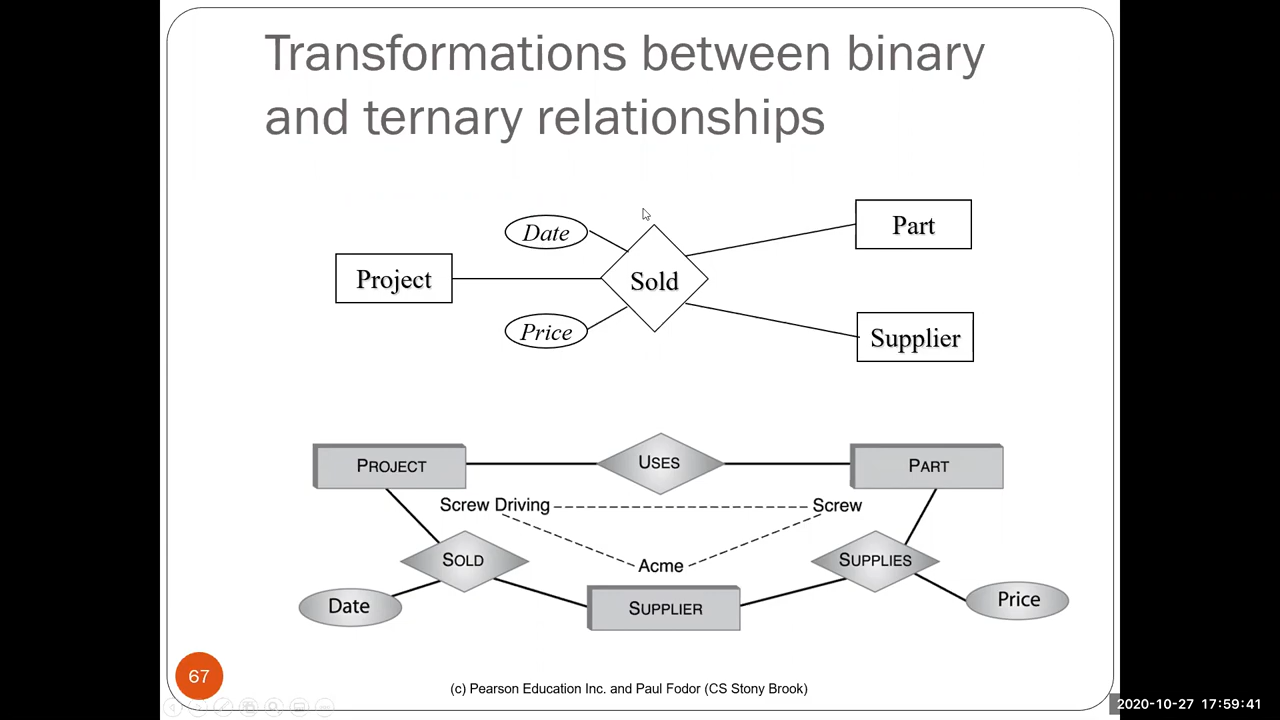 Transformations between binary
and ternary relationships
Date
Part
Project
Sold
Price
Supplier
PROJECT
USES
PART
Screw Driving
Screw
SOLD
Acme
SUPPLIES
Date
SUPPLIER
Price
67
(c) Pearson Education Inc. and Paul Fodor (CS Stony Brook)
2020-10-27 17:59:41